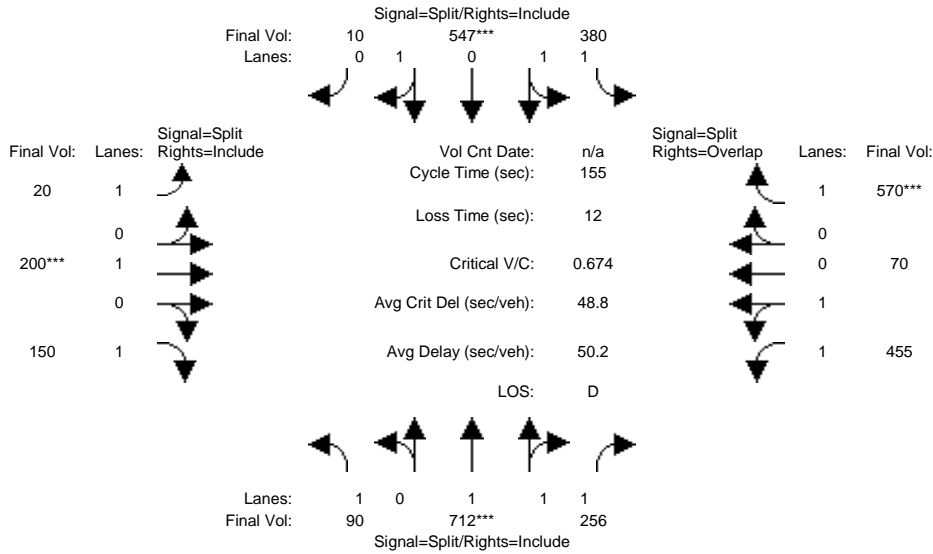 Signal=Split/Rights=Include
Final Vol: 10 547*** 380
Lanes: 0 1 0 1 1
Signal=Split
Final Vol: Lanes: Rights=Include
Vol Cnt Date: n/a
Signal=Split
Rights=Overlap Lanes: Final Vol:
Cycle Time (sec): 155
20 1
1 570***
Loss Time (sec): 12
0
0
200*** 1
Critical V/C: 0.674
0 70
0
Avg Crit Del (sec/veh): 48.8
1
150 1
Avg Delay (sec/veh): 50.2
1 455
LOS: D
Lanes: 1 0 1 1 1
Final Vol: 90 712*** 256
Signal=Split/Rights=Include